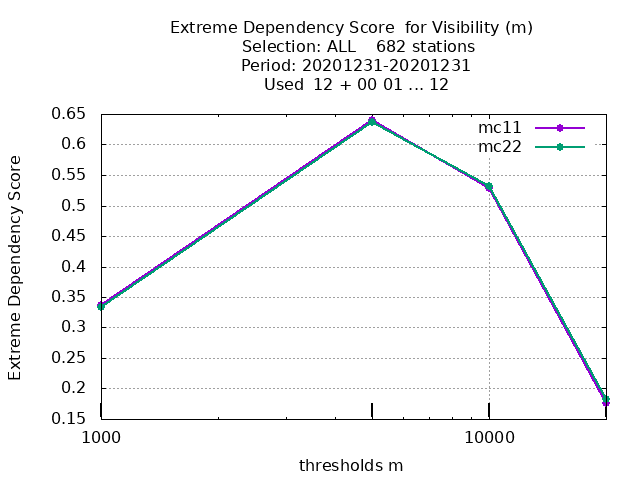 Extreme Dependency Score  for Visibility (m)
Selection: ALL    682 stations
Period: 20201231-20201231
Used  12 + 00 01 ... 12
Extreme Dependency Score
0.65
0.6
0.55
0.5
0.45
0.4
0.35
0.3
0.25
0.2
0.15
mc11
mc22
1000
10000
thresholds m